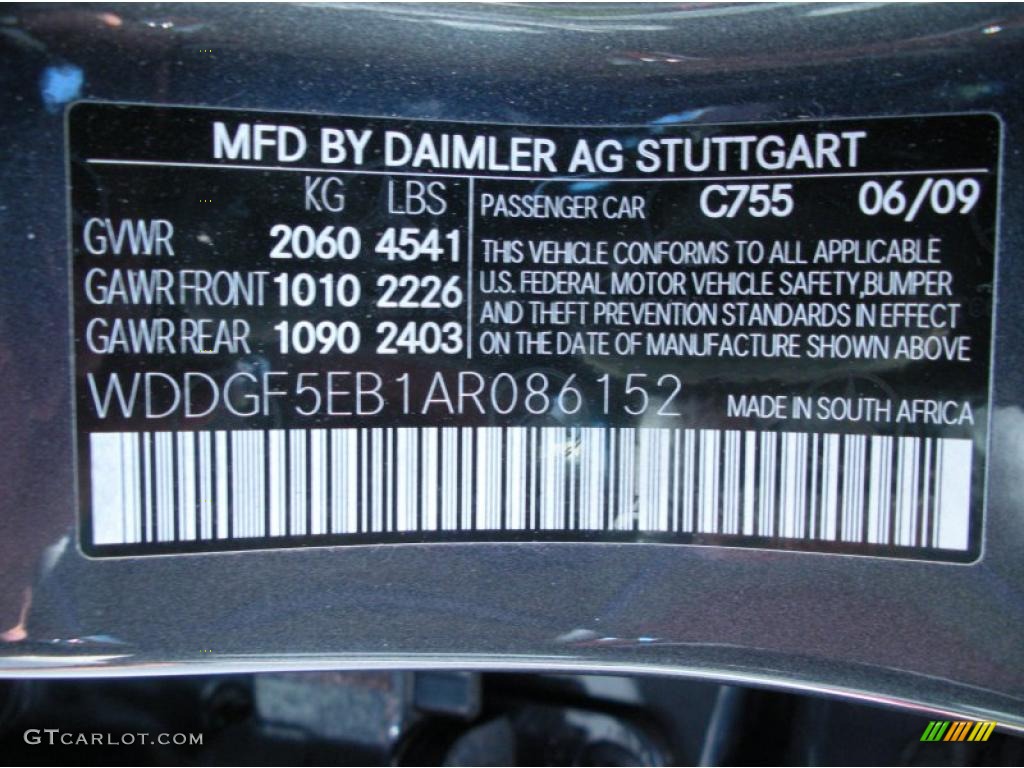 MFD BY DAIMLER AG STUTTGART
KG LBS
GVWR 2060 4541
GAWR FRONT 1010 2226
GAWR REAR 1090 2403
PASSENGER CAR C755 06/09
THIS VEHICLE CONFORMS TO ALL APPLICABLE
U.S. FEDERAL MOTOR VEHICLE SAFETY, BUMPER
AND THEFT PREVENTION STANDARDS IN EFFECT
ON THE DATE OF MANUFACTURE SHOWN ABOVE
WDDGF5EB1AR086152 MADE IN SOUTH AFRICA
GTCARLOT.COM